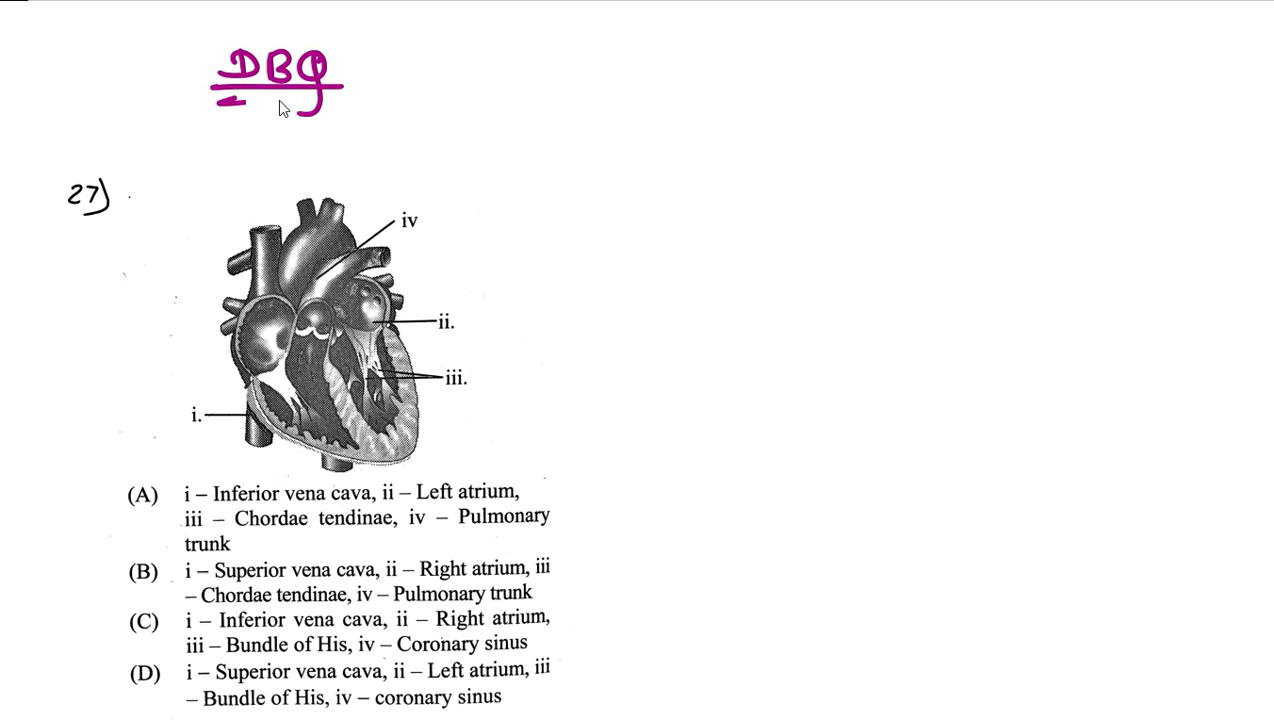 DBQ
27)
iv
ii.
iii.
i.
(A) i – Inferior vena cava, ii – Left atrium,
iii – Chordae tendinae, iv – Pulmonary
trunk
(B) i – Superior vena cava, ii – Right atrium, iii
– Chordae tendinae, iv – Pulmonary trunk
(C) i – Inferior vena cava, ii – Right atrium,
iii – Bundle of His, iv – Coronary sinus
(D) i – Superior vena cava, ii – Left atrium, iii
– Bundle of His, iv – coronary sinus